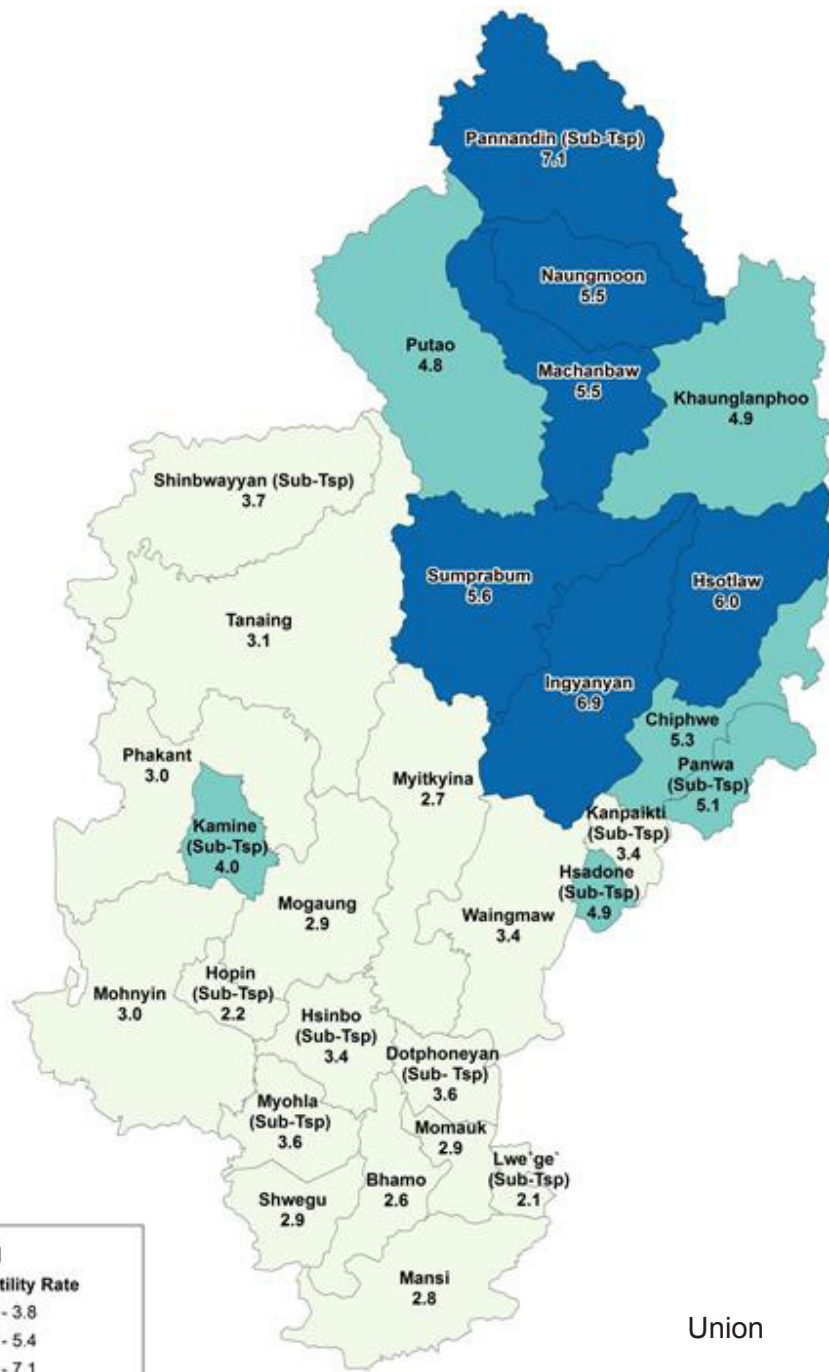 Pannandin (Sub-Tsp)
7.1
Naungmoon
5.5
Putao
4.8
Machanbaw
5.5
Khaunglanphoo
4.9
Shinbwayyan (Sub-Tsp)
3.7
Sumprabum
5.6
Hsotlaw
6.0
Tanaing
3.1
Ingyanyan
6.9
Chiphwe
5.3
Phakant
3.0
Panwa
(Sub-Tsp)
5.1
Myitkyina
2.7
Kamine
(Sub-Tsp)
4.0
Kanpaikti
(Sub-Tsp)
3.4
Hsadone
(Sub-Tsp)
4.9
Mogaung
2.9
Waingmaw
3.4
Hopin
(Sub-Tsp)
2.2
Mohnyin
3.0
Hsinbo
(Sub-Tsp)
3.4
Dotphoneyan
(Sub- Tsp)
3.6
Myohla
(Sub-Tsp)
3.6
Momauk
2.9
Lwe`ge`
(Sub-Tsp)
2.1
Bhamo
2.6
Shwegu
2.9
Mansi
2.8
Rate
- 3.8
- 5.4
- 7.1
Union